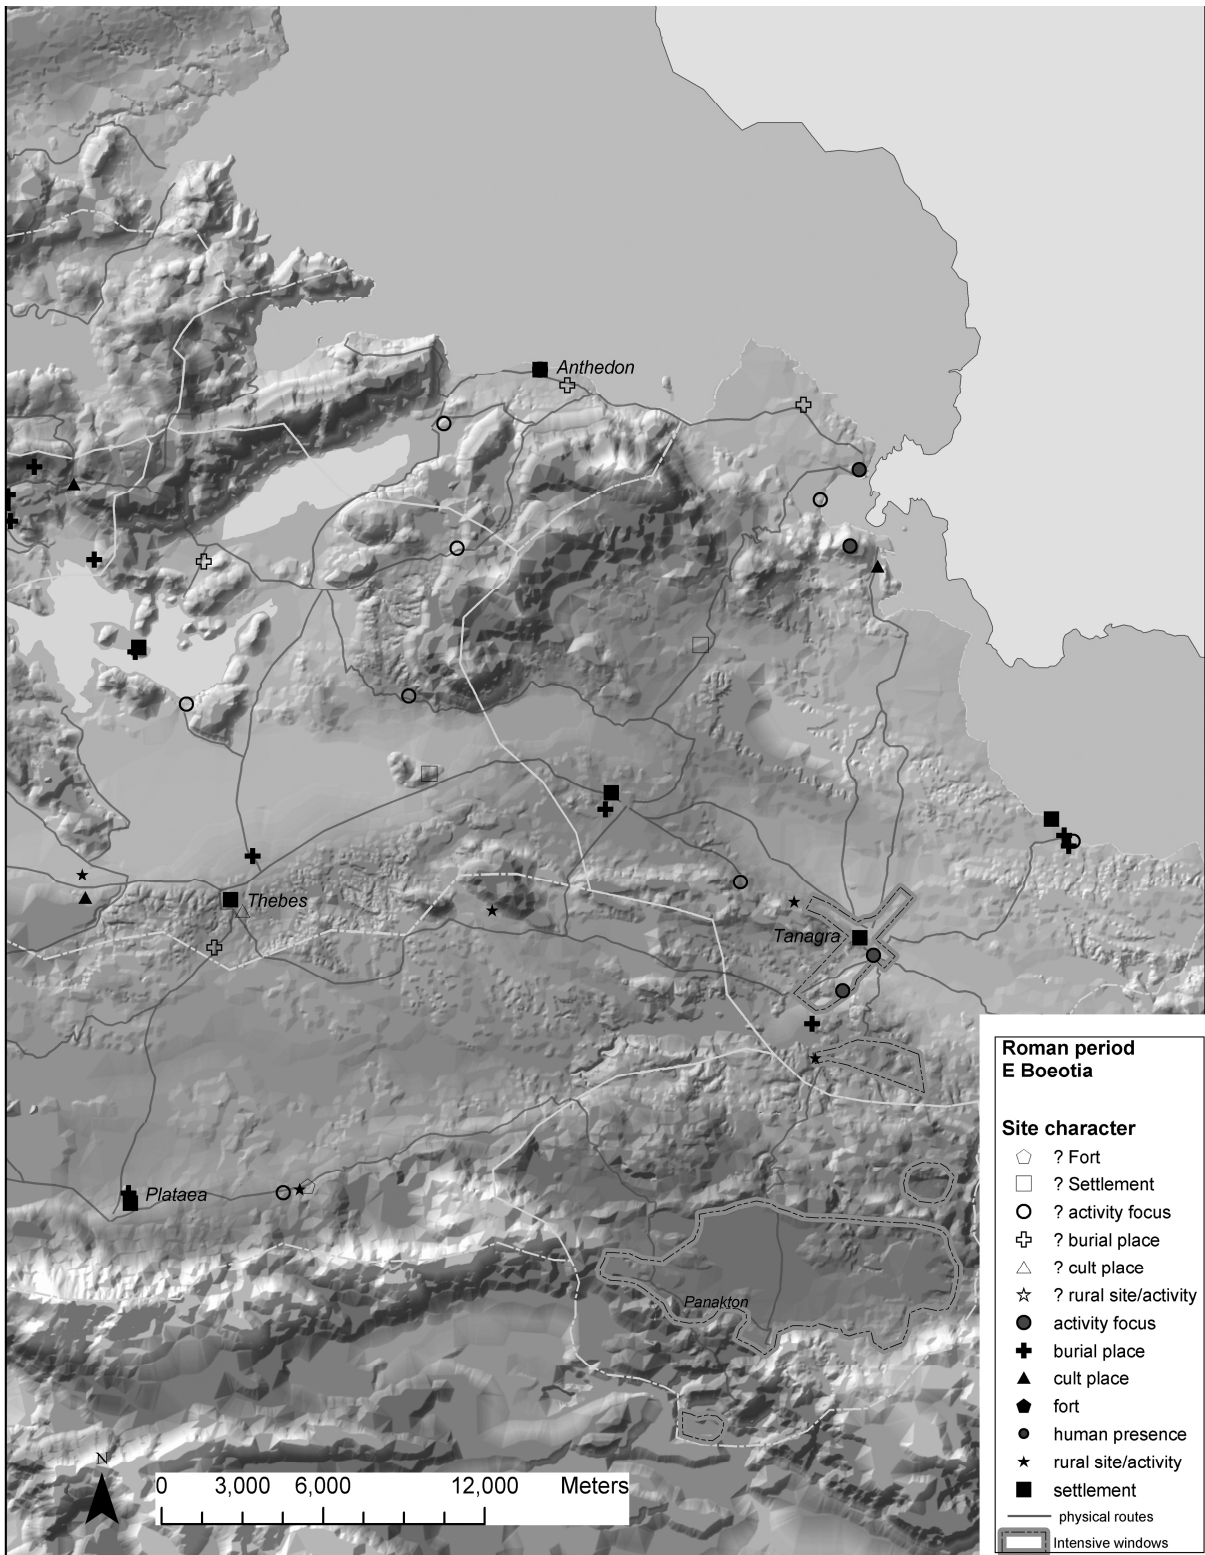 Anthedon
Thebes
Tanagra
Plataea
Panakton
N
0 3,000 6,000 12,000 Meters
Roman period
E Boeotia
Site character
? Fort
? Settlement
? activity focus
? burial place
? cult place
? rural site/activity
activity focus
burial place
cult place
fort
human presence
rural site/activity
settlement
physical routes
Intensive windows